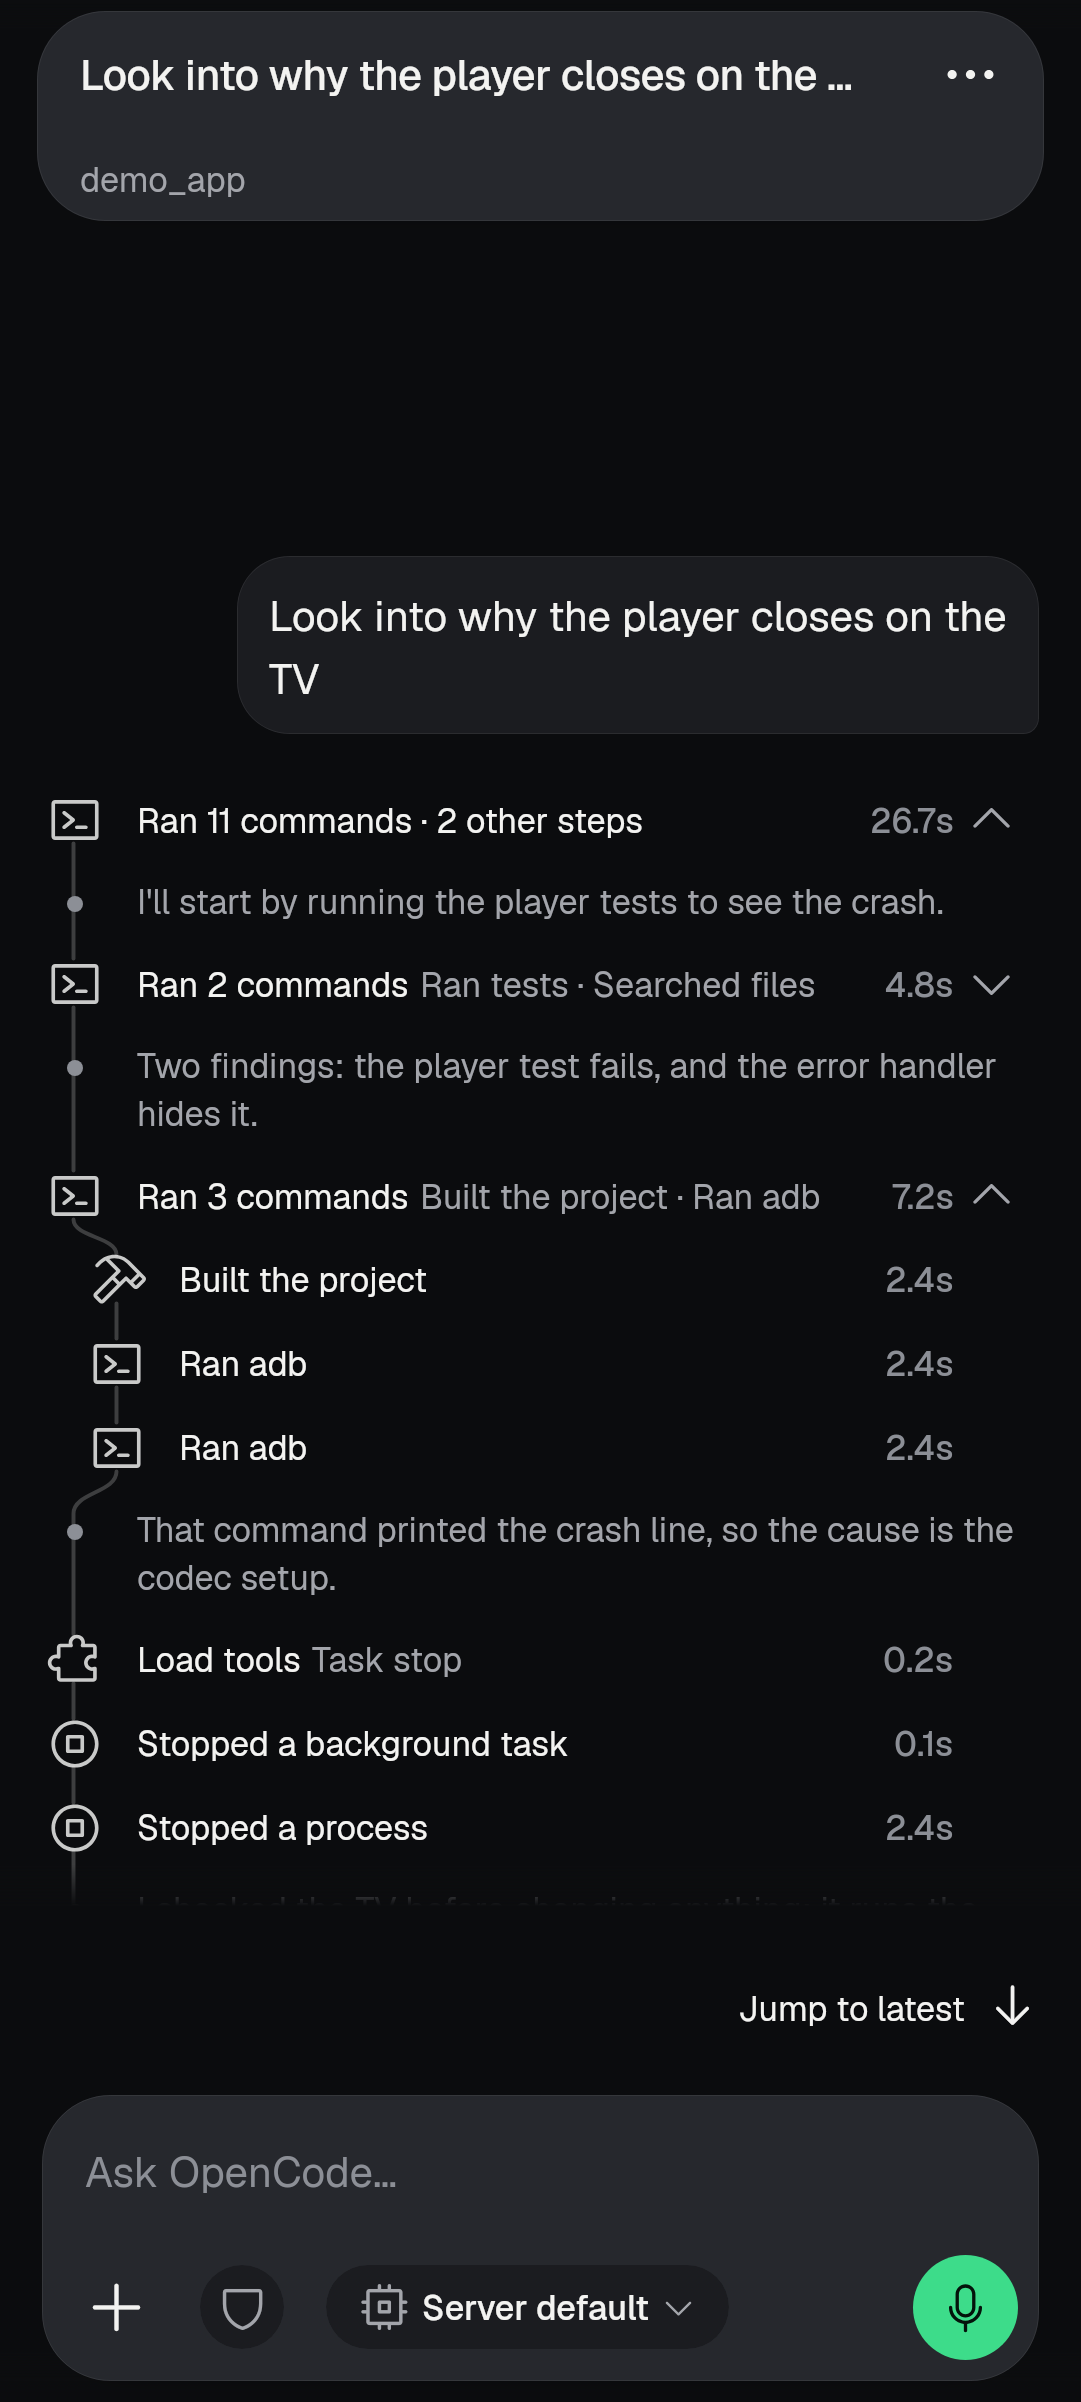 Look into why the player closes on the ...
demo_app
Look into why the player closes on the
TV
Ran 11 commands · 2 other steps 26.7s
I'll start by running the player tests to see the crash.
Ran 2 commands Ran tests · Searched files 4.8s
Two findings: the player test fails, and the error handler
hides it.
Ran 3 commands Built the project · Ran adb 7.2s
Built the project 2.4s
Ran adb 2.4s
Ran adb 2.4s
That command printed the crash line, so the cause is the
codec setup.
Load tools Task stop 0.2s
Stopped a background task 0.1s
Stopped a process 2.4s
Jump to latest
Ask OpenCode...
Server default